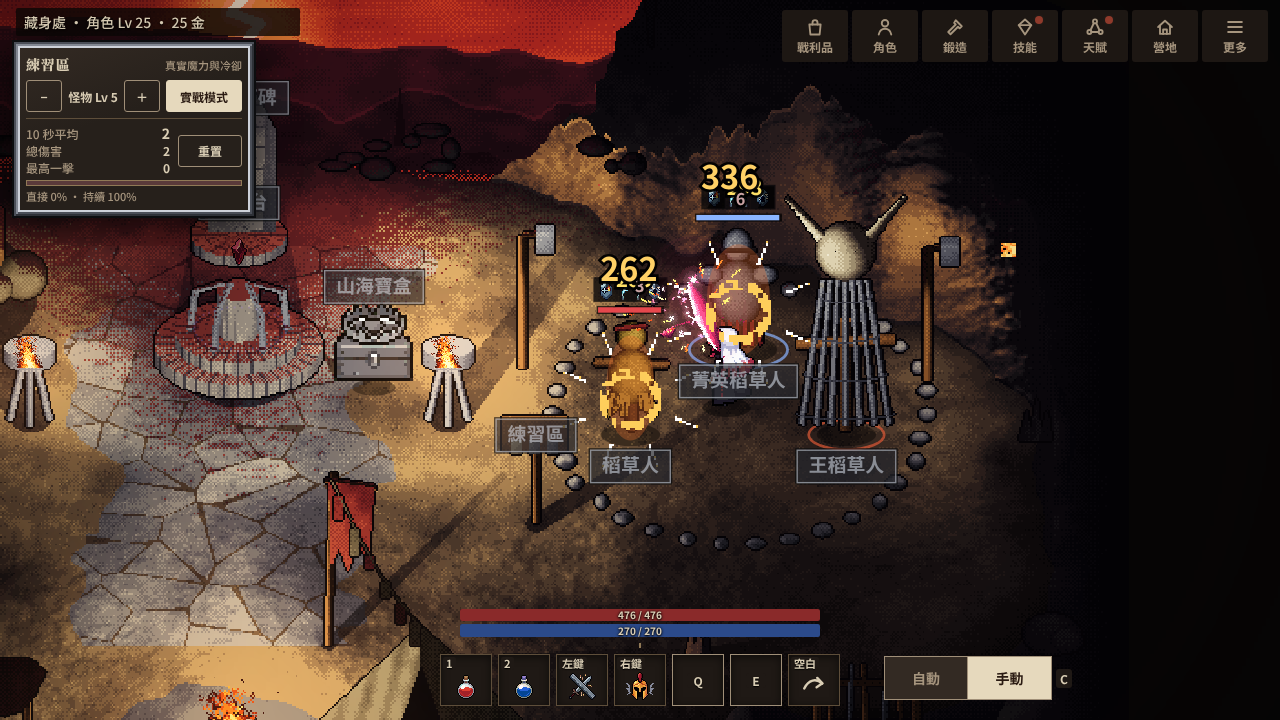 藏身處 • 角色 Lv 25 • 25 金
戰利品
角色
鍛造
技能
天賦
營地
更多
練習區
真實魔力與冷卻
-
怪物 Lv 5
+
實戰模式
10 秒平均 2
總傷害 2
最高一擊 0
重置
直接 0% • 持續 100%
碑
台
山海寶盒
336
262
菁英稻草人
練習區
稻草人
王稻草人
476 / 476
270 / 270
1
2
左鍵
右鍵
Q
E
空白
自動
手動
C